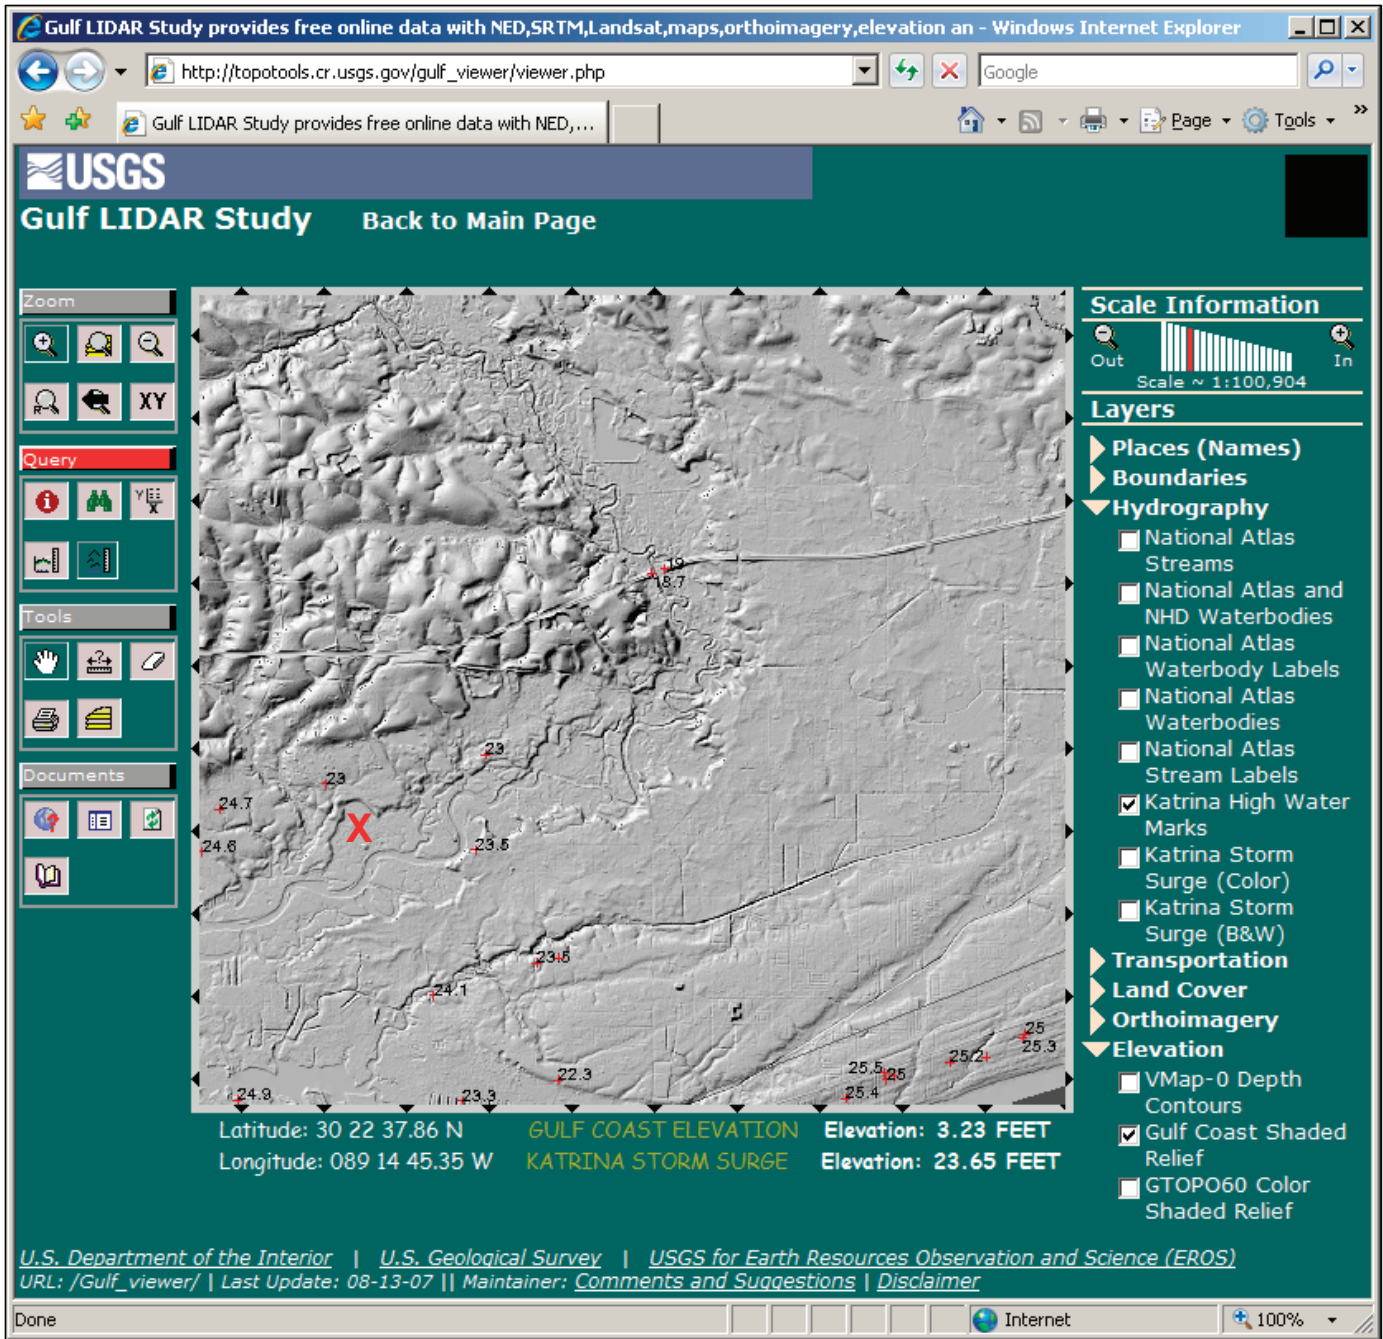 Gulf LIDAR Study provides free online data with NED,SRTM,Landsat,maps,orthoimagery,elevation an - Windows Internet Explorer
http://topotools.cr.usgs.gov/gulf_viewer/viewer.php
Google
Gulf LIDAR Study provides free online data with NED,...
Page
Tools
»
USGS
Gulf LIDAR Study Back to Main Page
Zoom
XY
Query
Y
X
Tools
Documents
19
18.7
23
23
24.7
X
24.6
23.5
23.5
24.1
25
25.3
25.2
25.5
25
22.3
25.4
24.9
23.3
Scale Information
Out
In
Scale ~ 1:100,904
Layers
Places (Names)
Boundaries
Hydrography
National Atlas
Streams
National Atlas and
NHD Waterbodies
National Atlas
Waterbody Labels
National Atlas
Waterbodies
National Atlas
Stream Labels
Katrina High Water
Marks
Katrina Storm
Surge (Color)
Katrina Storm
Surge (B&W)
Transportation
Land Cover
Orthoimagery
Elevation
VMap-0 Depth
Contours
Gulf Coast Shaded
Relief
GTOPO60 Color
Shaded Relief
Latitude: 30 22 37.86 N GULF COAST ELEVATION Elevation: 3.23 FEET
Longitude: 089 14 45.35 W KATRINA STORM SURGE Elevation: 23.65 FEET
U.S. Department of the Interior | U.S. Geological Survey | USGS for Earth Resources Observation and Science (EROS)
URL: /Gulf_viewer/ | Last Update: 08-13-07 || Maintainer: Comments and Suggestions | Disclaimer
Done
Internet
100%